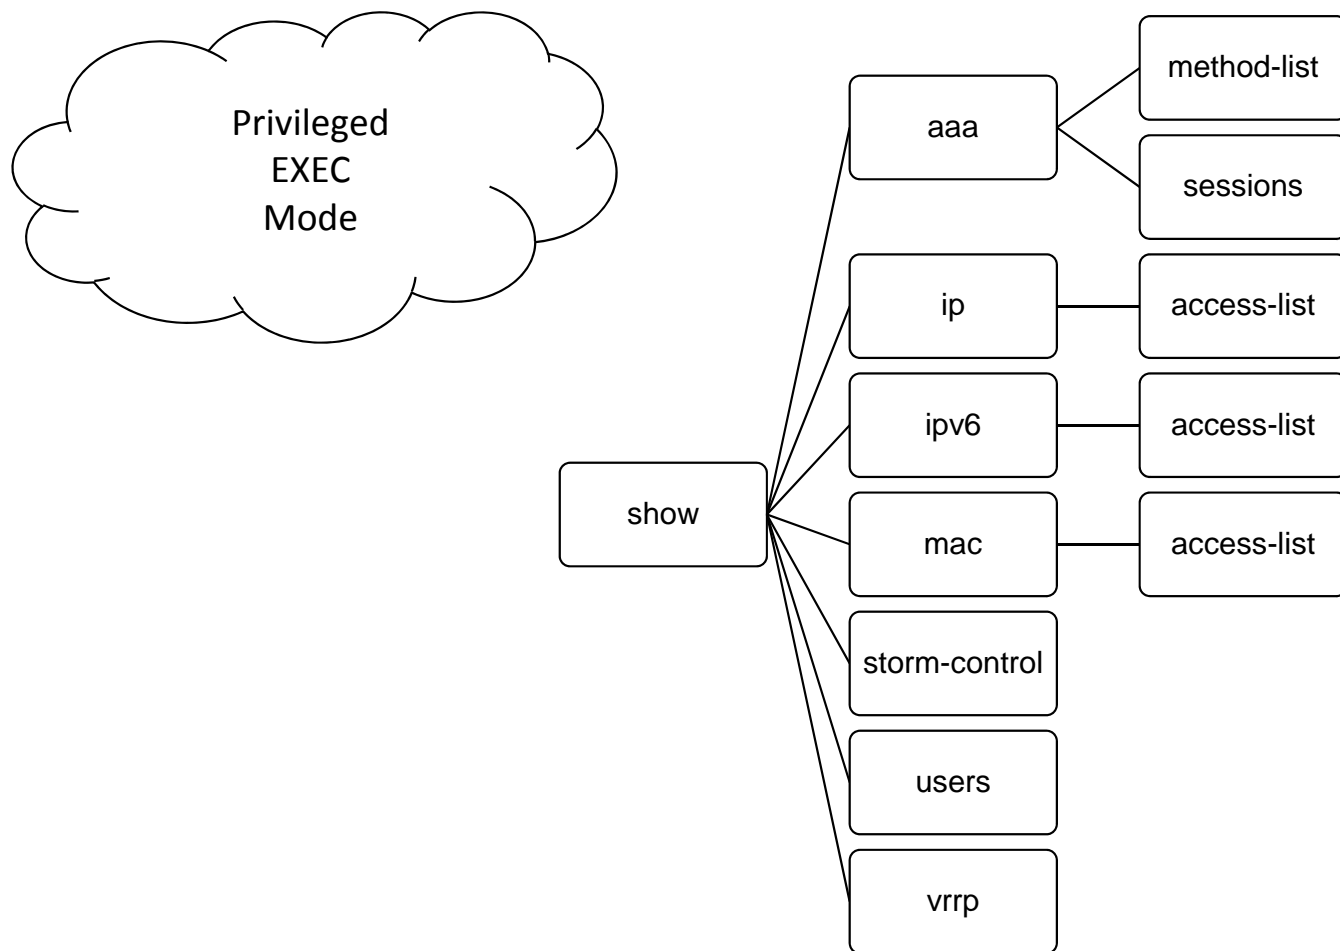 Privileged
EXEC
Mode
show
aaa
method-list
sessions
ip
access-list
ipv6
access-list
mac
access-list
storm-control
users
vrrp